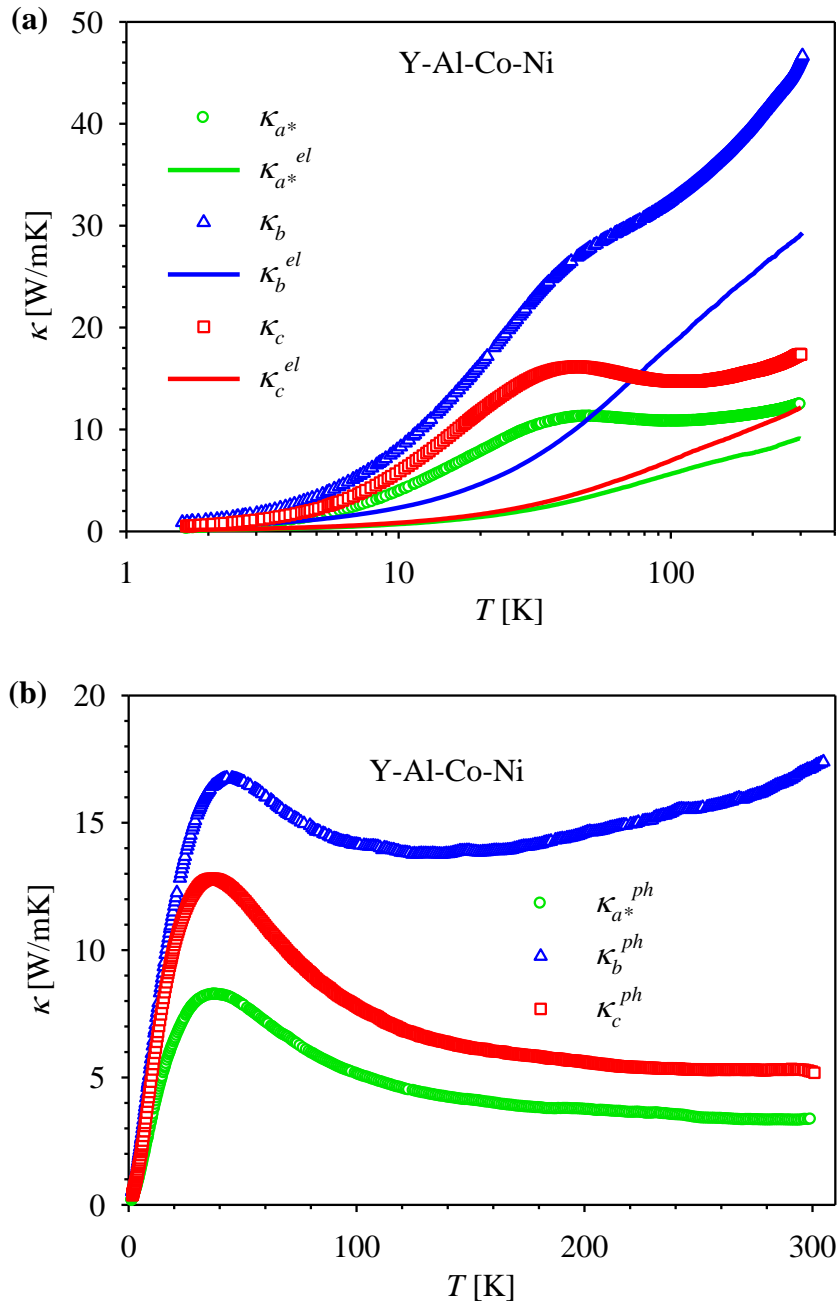 (a)
50
40
30
20
10
0
κ [W/mK]
Y-Al-Co-Ni
κa*
κa*el
κb
κbel
κc
κcel
1
10
100
T [K]
(b)
20
15
10
5
0
κ [W/mK]
Y-Al-Co-Ni
κa*ph
κbph
κcph
0
100
200
300
T [K]